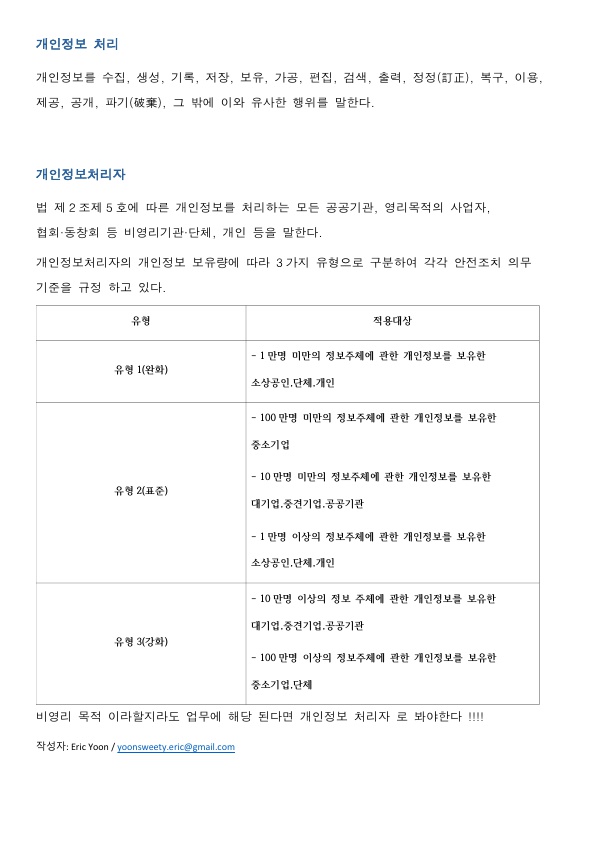 개인정보 처리
개인정보를 수집, 생성, 기록, 저장, 보유, 가공, 편집, 검색, 출력, 정정(訂正), 복구, 이용,
제공, 공개, 파기(破棄), 그 밖에 이와 유사한 행위를 말한다.
개인정보처리자
법 제 2 조제 5 호에 따른 개인정보를 처리하는 모든 공공기관, 영리목적의 사업자,
협회·동창회 등 비영리기관·단체, 개인 등을 말한다.
개인정보처리자의 개인정보 보유량에 따라 3 가지 유형으로 구분하여 각각 안전조치 의무
기준을 규정 하고 있다.
유형 적용대상
유형 1(완화)
- 1 만명 미만의 정보주체에 관한 개인정보를 보유한
소상공인.단체.개인
유형 2(표준)
- 100 만명 미만의 정보주체에 관한 개인정보를 보유한
중소기업
- 10 만명 미만의 정보주체에 관한 개인정보를 보유한
대기업.중견기업.공공기관
- 1 만명 이상의 정보주체에 관한 개인정보를 보유한
소상공인.단체.개인
유형 3(강화)
- 10 만명 이상의 정보 주체에 관한 개인정보를 보유한
대기업.중견기업.공공기관
- 100 만명 이상의 정보주체에 관한 개인정보를 보유한
중소기업,단체
비영리 목적 이라할지라도 업무에 해당 된다면 개인정보 처리자 로 봐야한다 !!!!
작성자: Eric Yoon / yoonsweety.eric@gmail.com